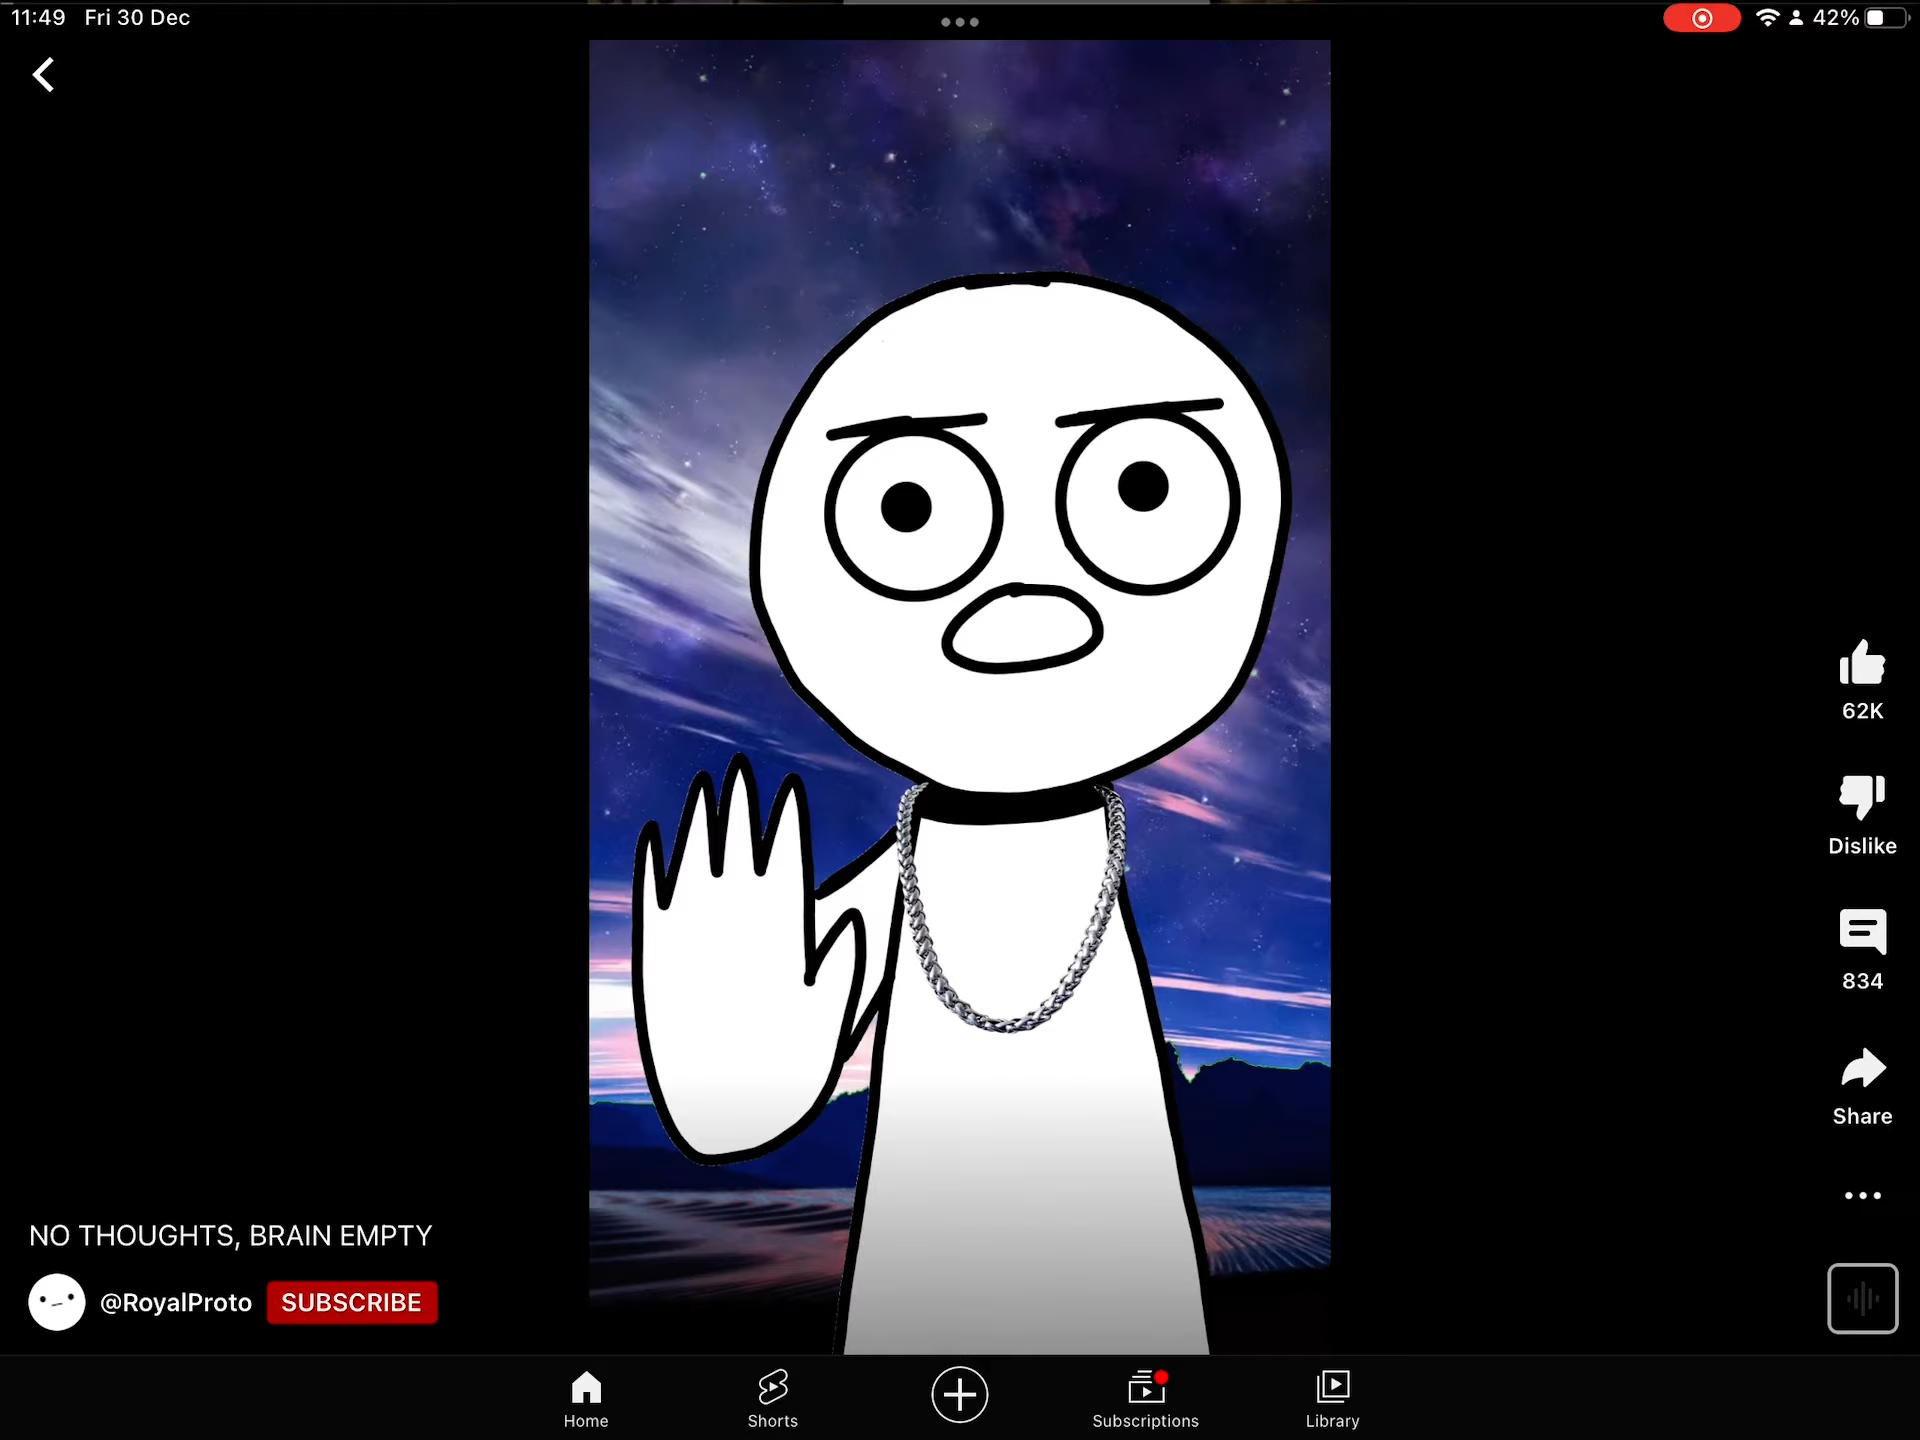 11:49 Fri 30 Dec
42%
62K
Dislike
834
Share
NO THOUGHTS, BRAIN EMPTY
@RoyalProto SUBSCRIBE
Home Shorts Subscriptions Library